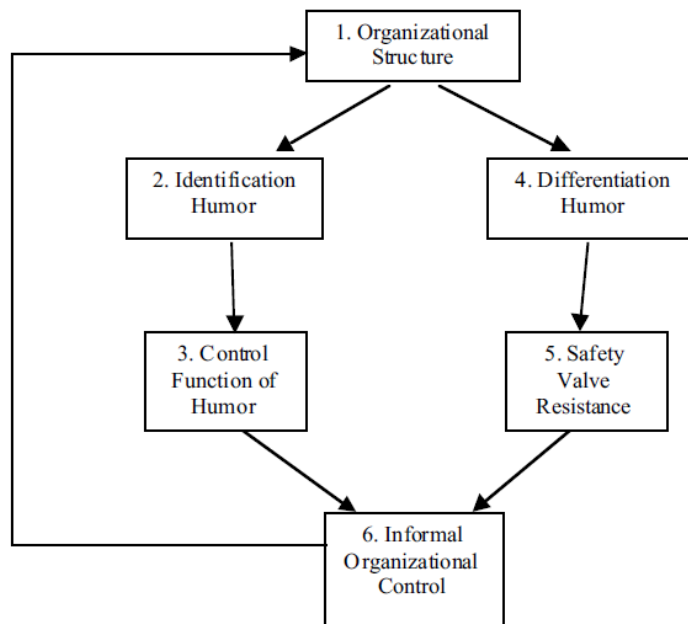 1. Organizational
Structure
2. Identification
Humor
4. Differentiation
Humor
3. Control
Function of
Humor
5. Safety
Valve
Resistance
6. Informal
Organizational
Control